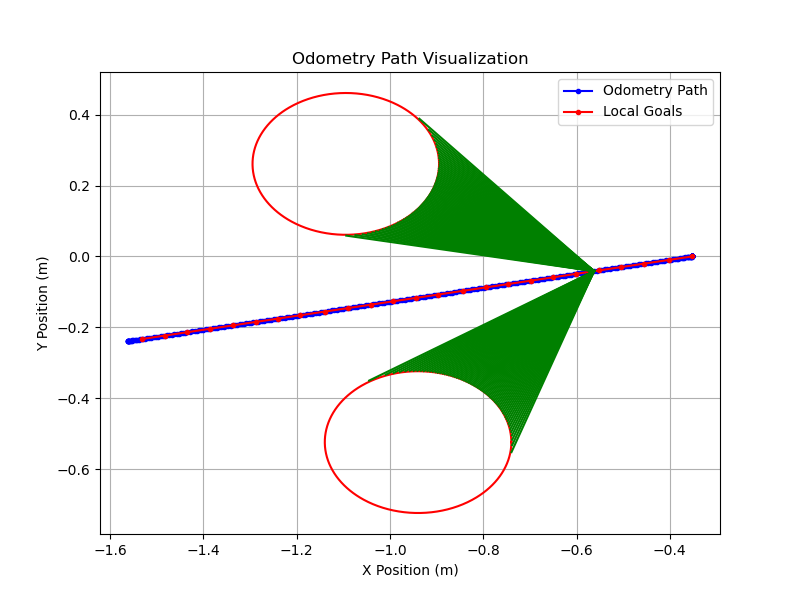 Odometry Path Visualization
Odometry Path
Local Goals
Y Position (m)
0.4
0.2
0.0
−0.2
−0.4
−0.6
−1.6 −1.4 −1.2 −1.0 −0.8 −0.6 −0.4
X Position (m)